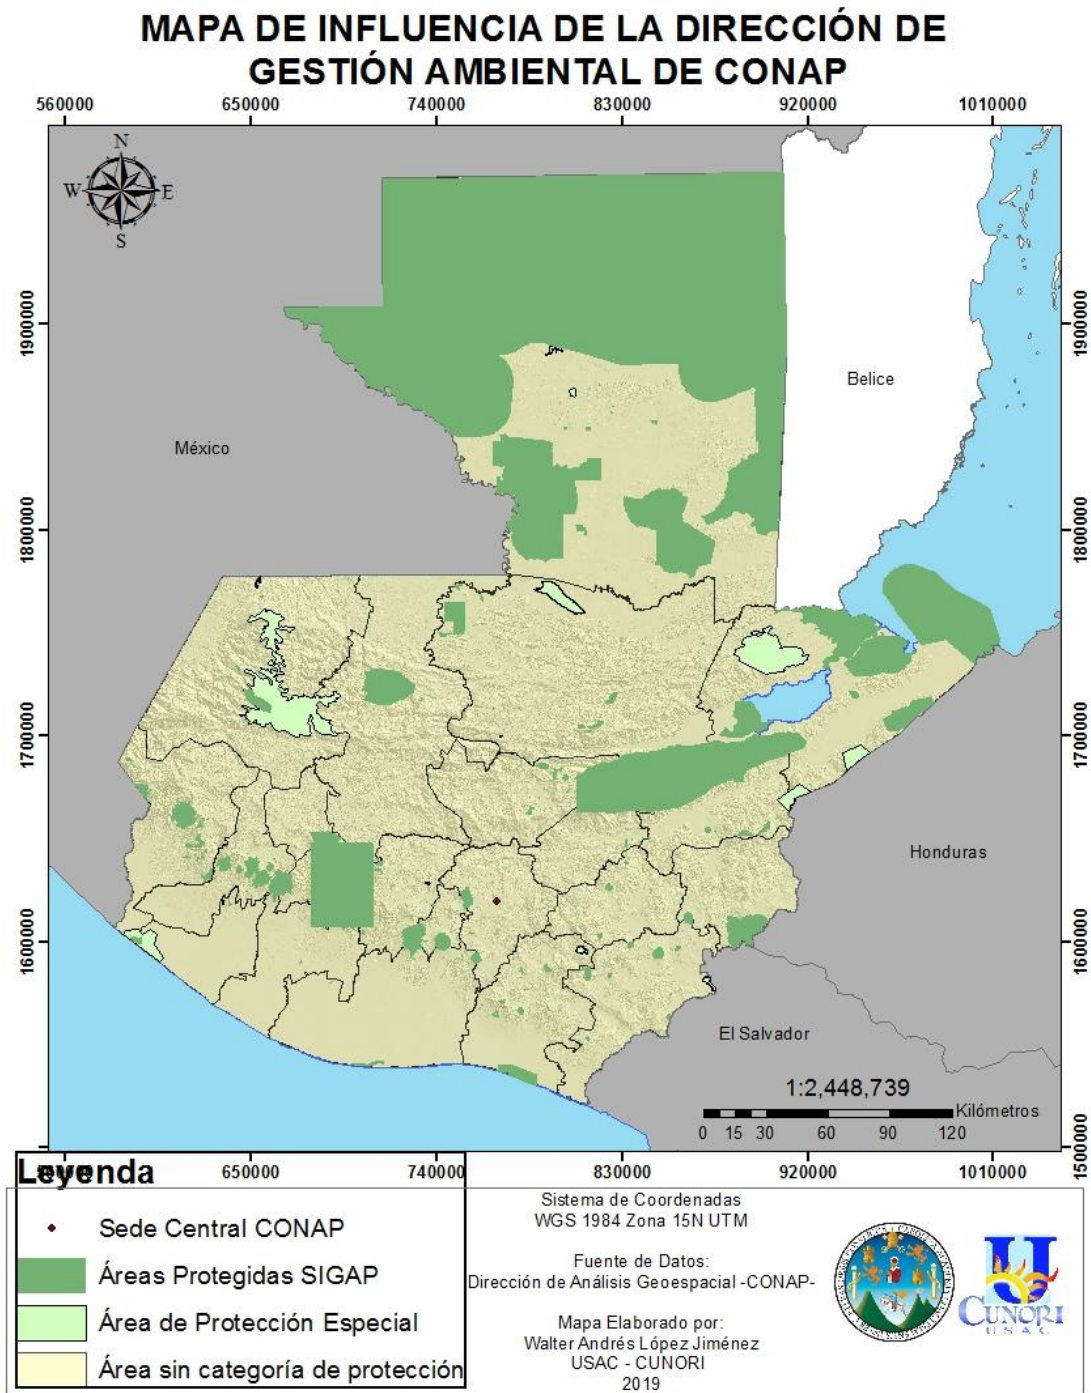 MAPA DE INFLUENCIA DE LA DIRECCIÓN DE
GESTIÓN AMBIENTAL DE CONAP
560000 650000 740000 830000 920000 1010000
N
W E
S
1900000 1900000
Belice
México
1800000 1800000
1700000 1700000
Honduras
1600000 1600000
El Salvador
1:2,448,739
Kilómetros
0 15 30 60 90 120
1500000
650000 740000 830000 920000 1010000
Leyenda
Sede Central CONAP
Áreas Protegidas SIGAP
Área de Protección Especial
Área sin categoría de protección
Sistema de Coordenadas
WGS 1984 Zona 15N UTM
Fuente de Datos:
Dirección de Análisis Geoespacial -CONAP-
Mapa Elaborado por:
Walter Andrés López Jiménez
USAC - CUNORI
2019
U
CUNORI
USAC